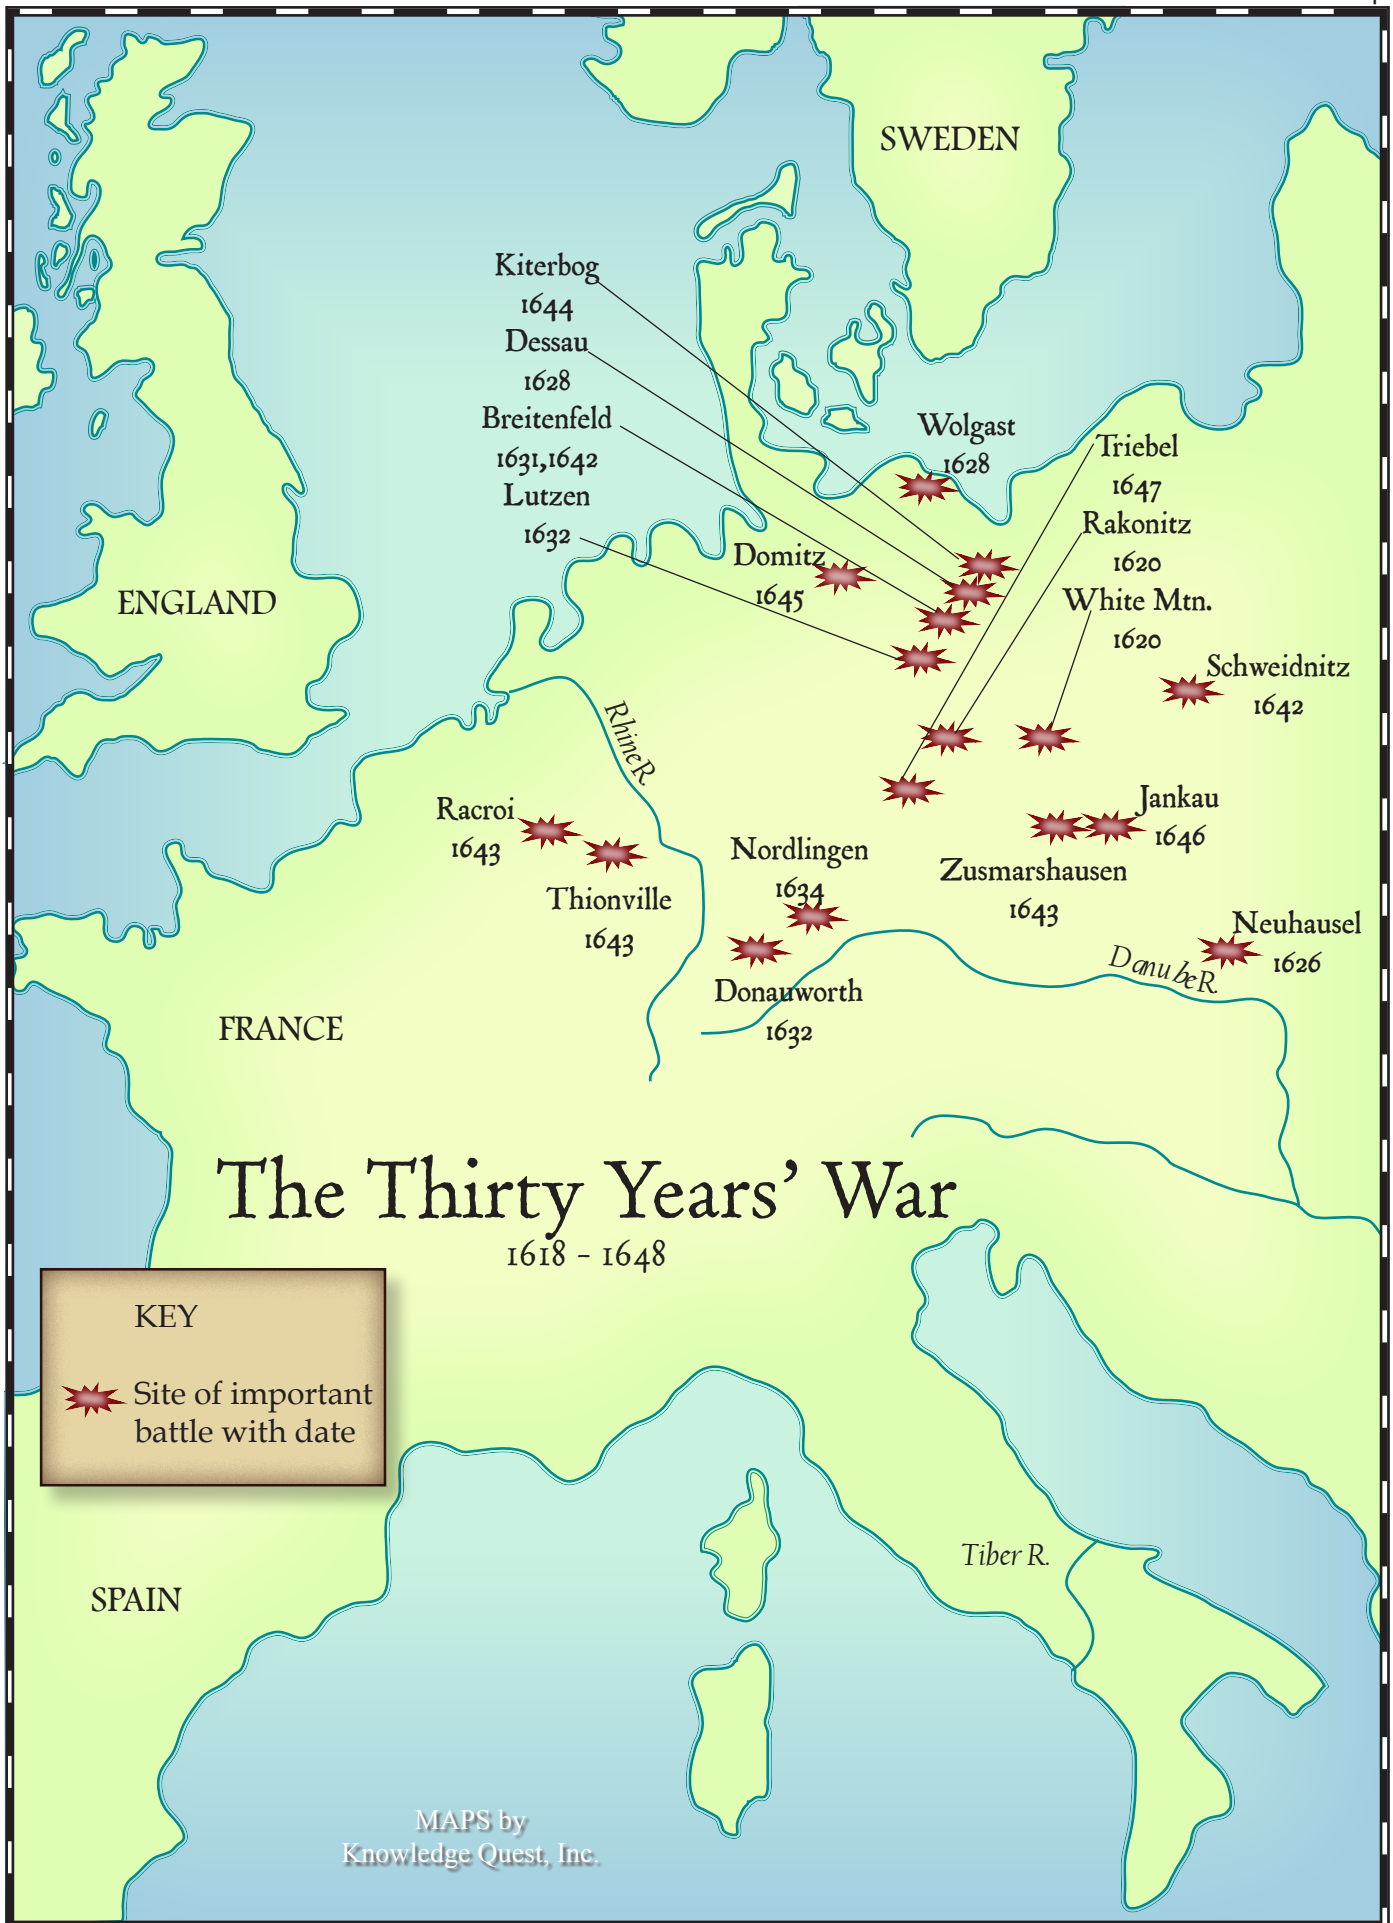 SWEDEN
Kiterbog
1644
Dessau
1628
Breitenfeld
1631,1642
Lutzen
1632
Wolgast
1628
Triebel
1647
Rakonitz
1620
White Mtn.
1620
Domitz
1645
ENGLAND
Schweidnitz
1642
Rhine R.
Racroi
1643
Thionville
1643
Nordlingen
1634
Jankau
1646
Zusmarshausen
1643
Neuhausel
1626
Danube R.
Donauworth
1632
FRANCE
The Thirty Years' War
1618 - 1648
KEY
Site of important
battle with date
Tiber R.
SPAIN
MAPS by
Knowledge Quest, Inc.